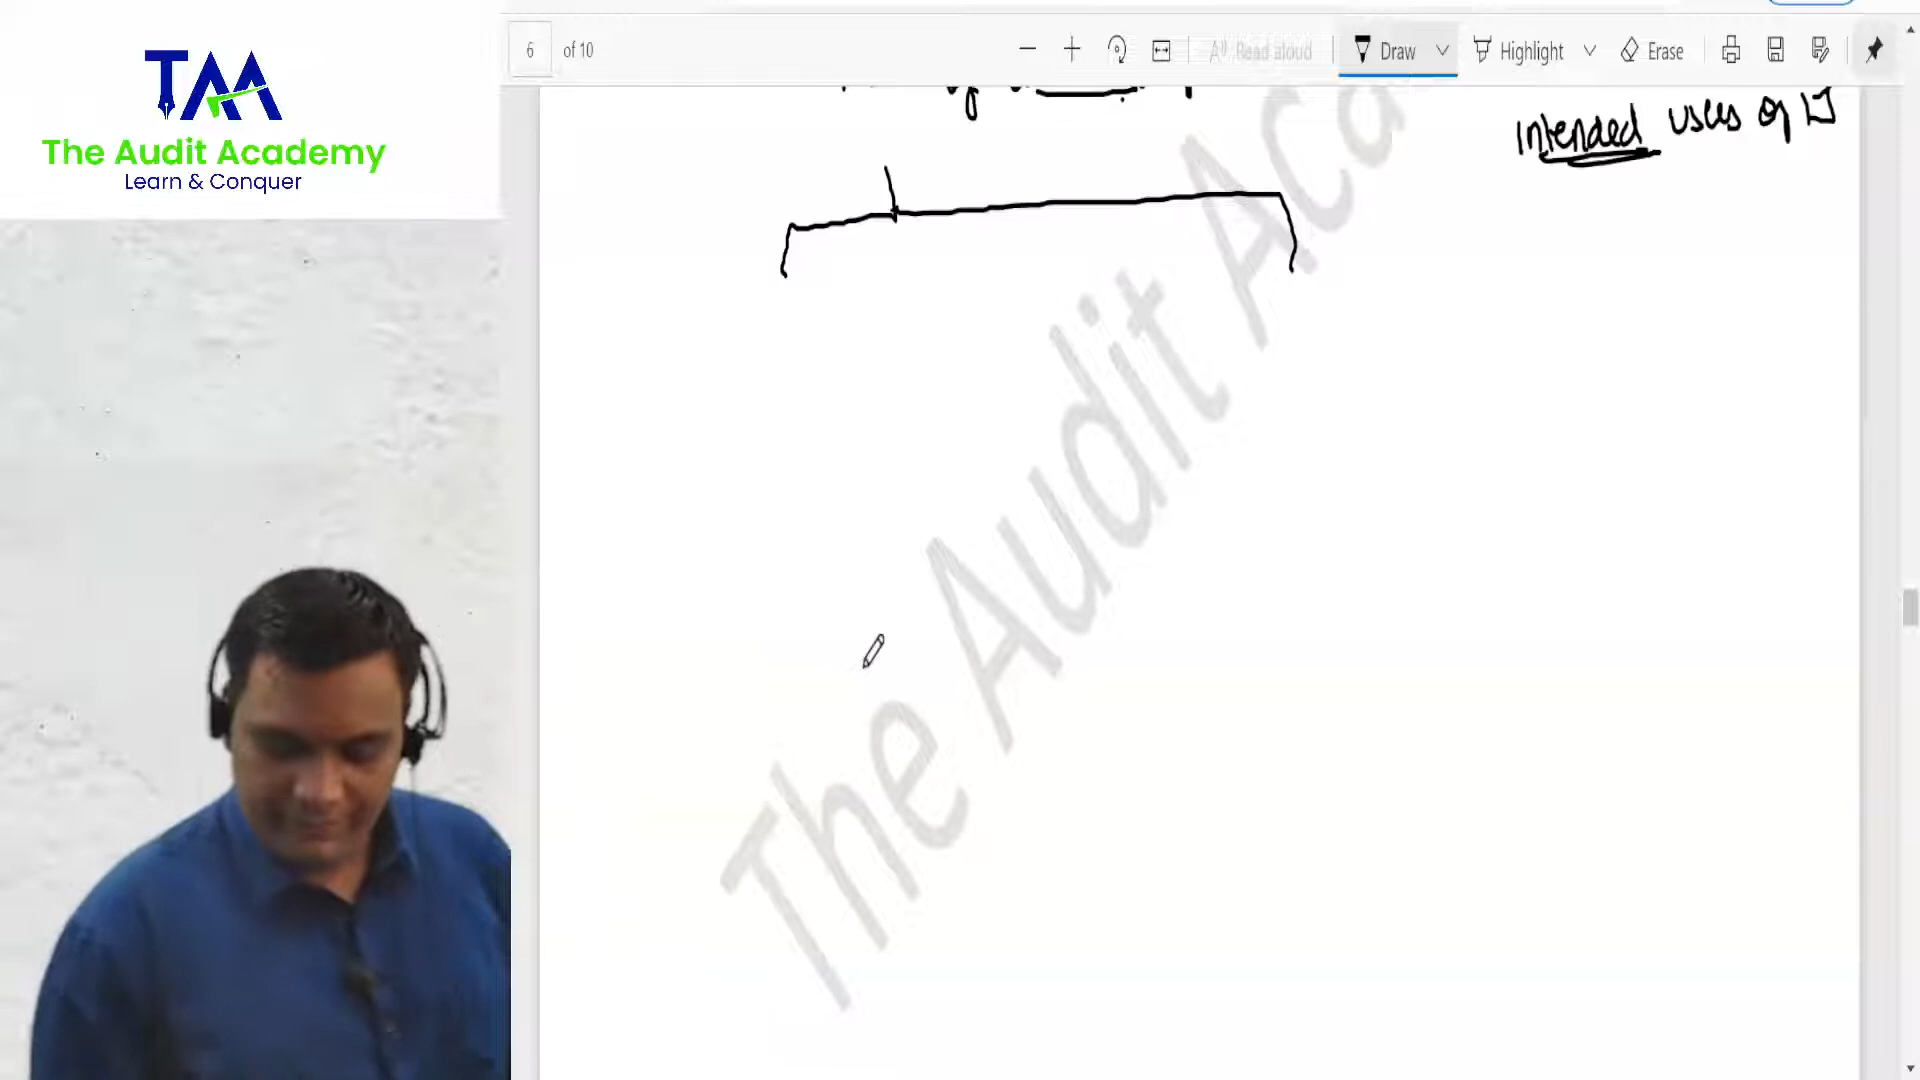 6 of 10
Read aloud
Draw
Highlight
Erase
TAA
The Audit Academy
Learn & Conquer
Intended uses of
The Audit Aca